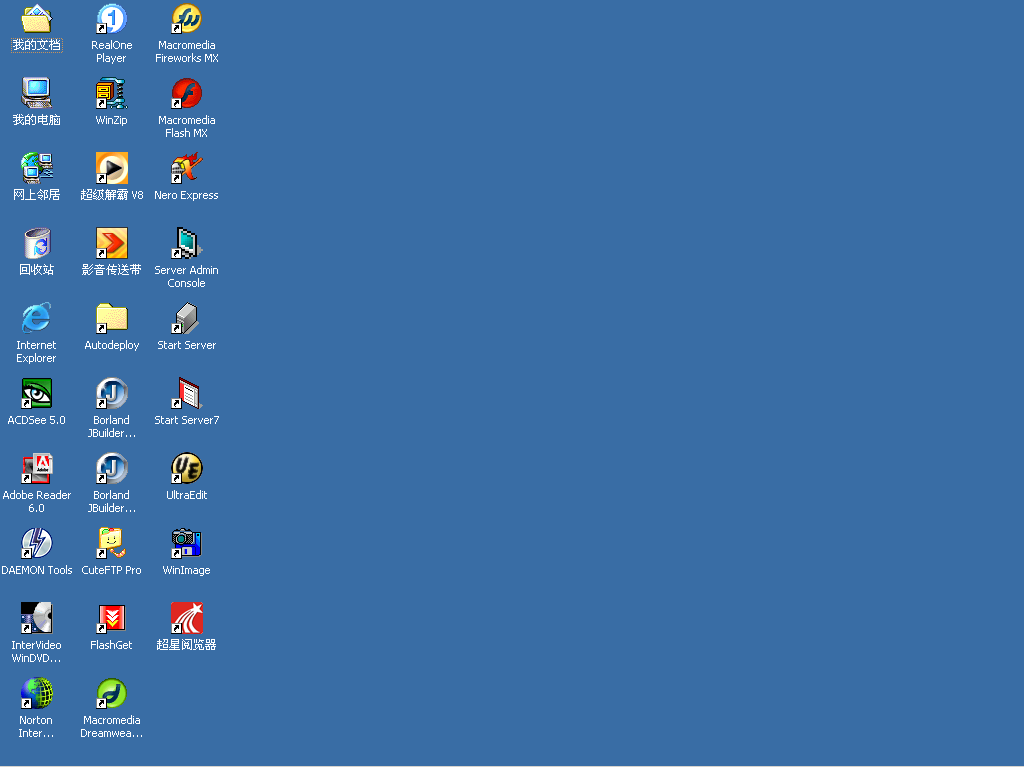 我的文档
RealOne
Player
Macromedia
Fireworks MX
我的电脑
WinZip
Macromedia
Flash MX
网上邻居
超级解霸 V8
Nero Express
回收站
影音传送带
Server Admin
Console
Internet
Explorer
Autodeploy
Start Server
ACDSee 5.0
Borland
JBuilder...
Start Server7
Adobe Reader
6.0
Borland
JBuilder...
UltraEdit
DAEMON Tools
CuteFTP Pro
WinImage
InterVideo
WinDVD...
FlashGet
超星阅览器
Norton
Inter...
Macromedia
Dreamwea...